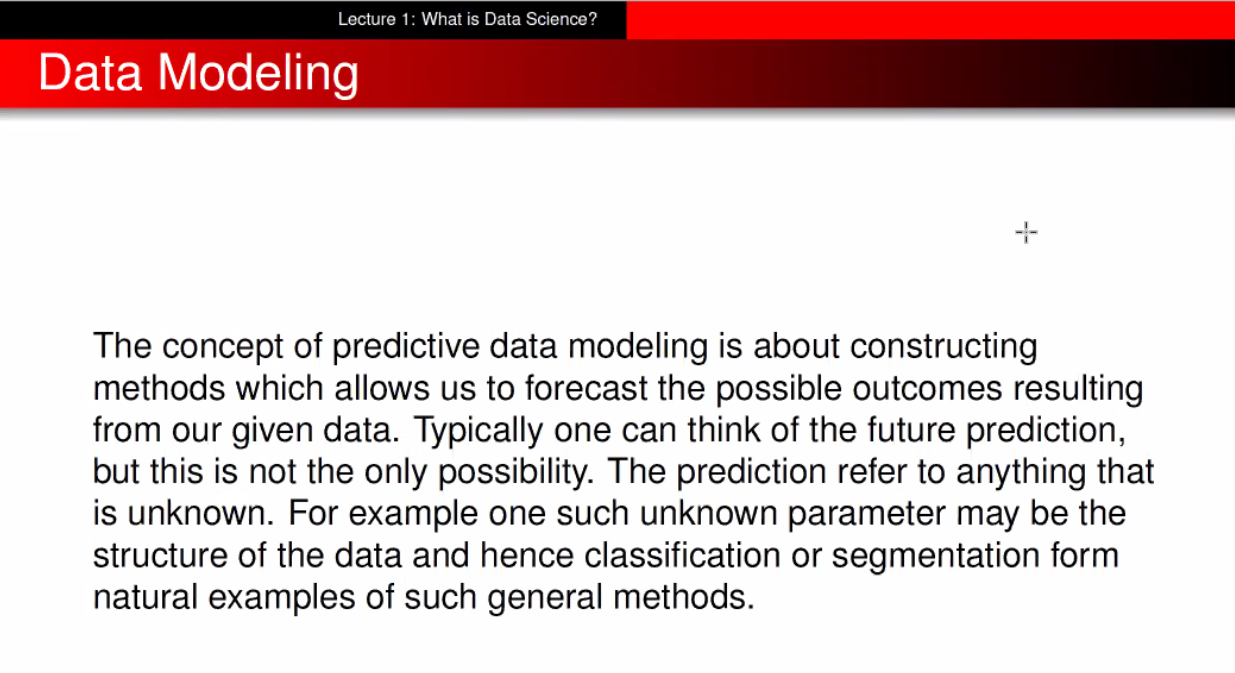 Lecture 1: What is Data Science?
Data Modeling
The concept of predictive data modeling is about constructing
methods which allows us to forecast the possible outcomes resulting
from our given data. Typically one can think of the future prediction,
but this is not the only possibility. The prediction refer to anything that
is unknown. For example one such unknown parameter may be the
structure of the data and hence classification or segmentation form
natural examples of such general methods.